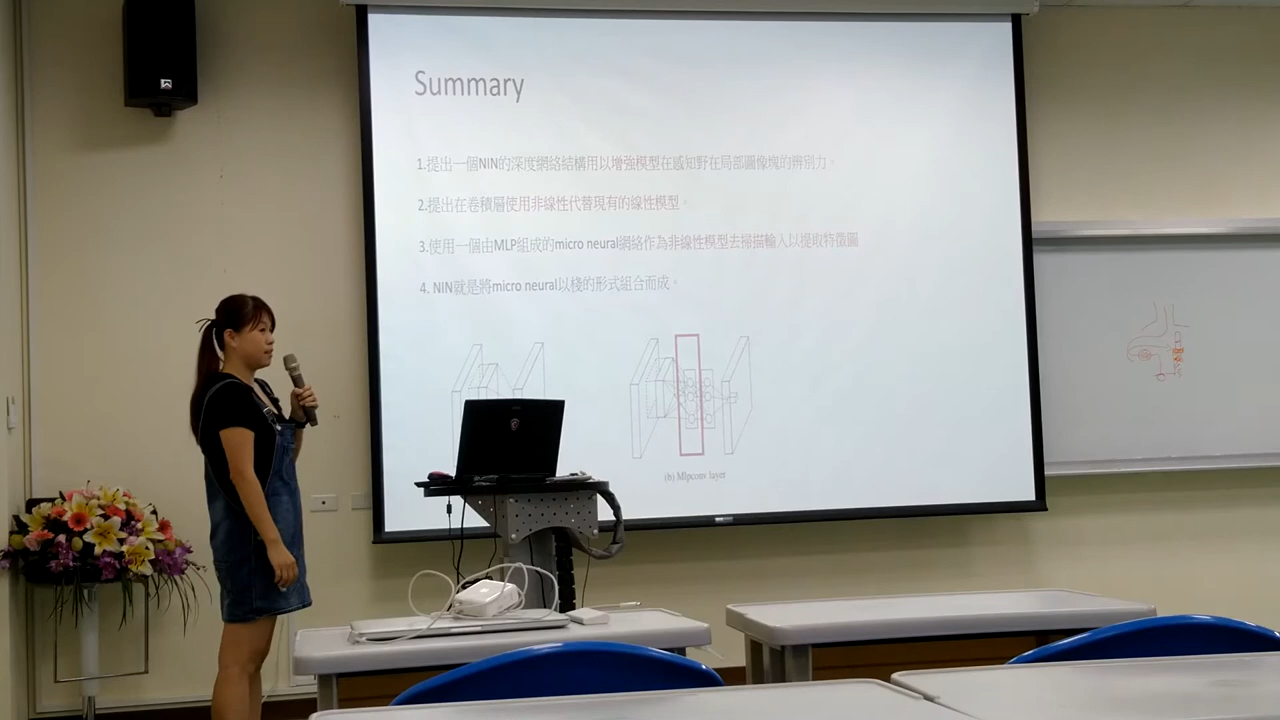 Summary
1.提出一個NIN的深度網絡結構用以增強模型在感知野在局部圖像塊的辨別力。
2.提出在卷積層使用非線性代替現有的線性模型。
3.使用一個由MLP組成的micro neural網絡作為非線性模型去掃描輸入以提取特徵圖
4. NIN就是將micro neural以棧的形式組合而成。
(b) Mlpconv layer